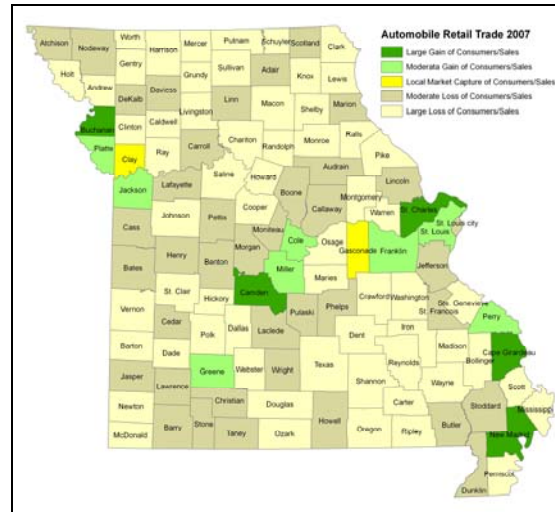 Automobile Retail Trade 2007
Large Gain of Consumers/Sales
Moderate Gain of Consumers/Sales
Local Market Capture of Consumers/Sales
Moderate Loss of Consumers/Sales
Large Loss of Consumers/Sales
Atchison
Nodaway
Worth
Harrison
Mercer
Putnam
Schuyler
Scotland
Clark
Holt
Andrew
Gentry
DeKalb
Daviess
Grundy
Sullivan
Adair
Knox
Lewis
Buchanan
Clinton
Caldwell
Livingston
Linn
Macon
Shelby
Marion
Platte
Clay
Ray
Carroll
Chariton
Randolph
Monroe
Ralls
Pike
Jackson
Lafayette
Saline
Howard
Boone
Audrain
Callaway
Montgomery
Lincoln
Warren
St. Charles
St. Louis city
St. Louis
Cass
Johnson
Pettis
Cooper
Moniteau
Cole
Osage
Gasconade
Franklin
Jefferson
Bates
Henry
Benton
Morgan
Miller
Maries
Camden
Vernon
St. Clair
Hickory
Pulaski
Phelps
Crawford
Washington
St. Francois
Ste. Genevieve
Perry
Barton
Cedar
Polk
Dallas
Laclede
Dent
Iron
Madison
Bollinger
Cape Girardeau
Dade
Greene
Webster
Wright
Texas
Reynolds
Wayne
Scott
Jasper
Lawrence
Christian
Douglas
Shannon
Carter
Stoddard
Mississippi
Newton
McDonald
Barry
Stone
Taney
Ozark
Howell
Oregon
Ripley
Butler
New Madrid
Dunklin
Pemiscot